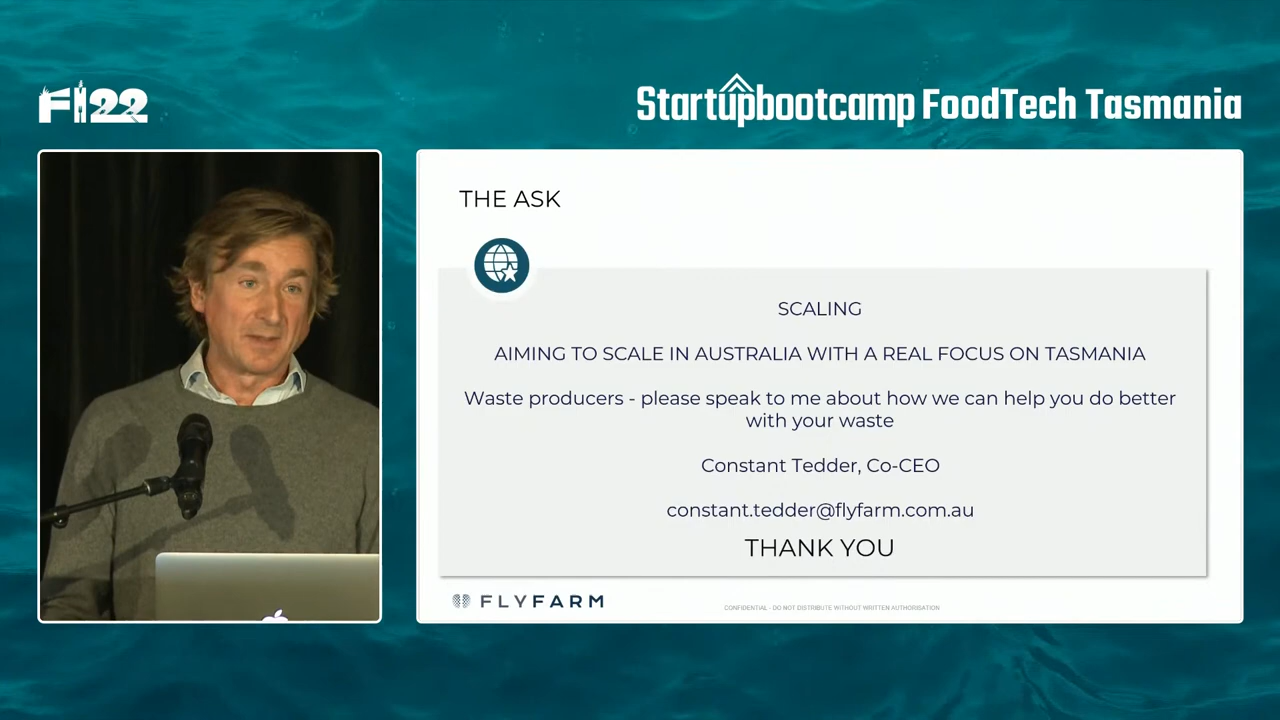 FI22
Startupbootcamp FoodTech Tasmania
THE ASK
SCALING
AIMING TO SCALE IN AUSTRALIA WITH A REAL FOCUS ON TASMANIA
Waste producers - please speak to me about how we can help you do better
with your waste
Constant Tedder, Co-CEO
constant.tedder@flyfarm.com.au
THANK YOU
FLYFARM
CONFIDENTIAL - DO NOT DISTRIBUTE WITHOUT WRITTEN AUTHORISATION